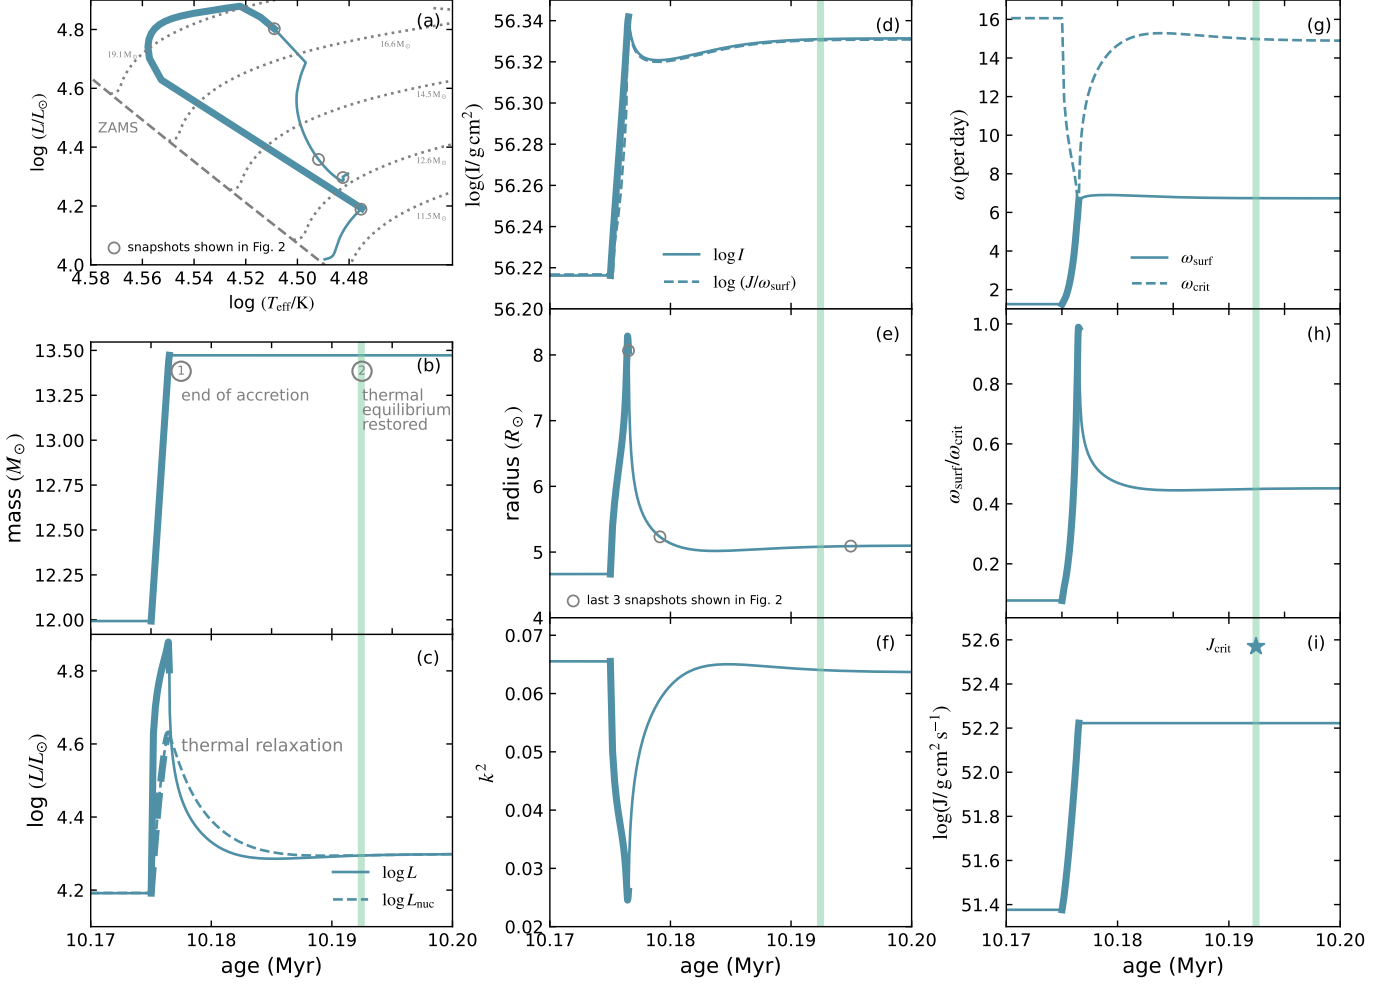 (a)
4.8
4.6
4.4
4.2
4.0
log (L/L⊙)
19.1M⊙
16.6M⊙
14.5M⊙
12.6M⊙
11.5M⊙
ZAMS
snapshots shown in Fig. 2
4.58 4.56 4.54 4.52 4.50 4.48
log (Teff/K)
(b)
13.50
13.25
13.00
12.75
12.50
12.25
12.00
mass (M⊙)
1
end of accretion
2
thermal
equilibrium
restored
(c)
4.8
4.6
4.4
4.2
log (L/L⊙)
thermal relaxation
log L
log Lnuc
10.17 10.18 10.19 10.20
age (Myr)
(d)
56.34
56.32
56.30
56.28
56.26
56.24
56.22
56.20
log(I/g cm²)
log I
log (J/ωsurf)
(e)
8
7
6
5
4
radius (R⊙)
last 3 snapshots shown in Fig. 2
(f)
0.07
0.06
0.05
0.04
0.03
0.02
k²
10.17 10.18 10.19 10.20
age (Myr)
(g)
16
14
12
10
8
6
4
2
ω (per day)
ωsurf
ωcrit
(h)
1.0
0.8
0.6
0.4
0.2
ωsurf/ωcrit
(i)
52.6
52.4
52.2
52.0
51.8
51.6
51.4
log(J/g cm² s⁻¹)
Jcrit
10.17 10.18 10.19 10.20
age (Myr)